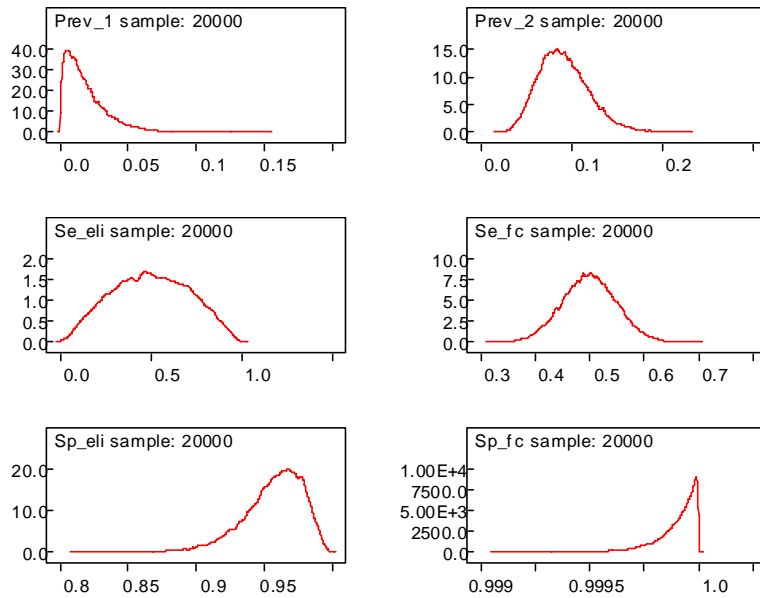 Prev_1 sample: 20000
40.0
30.0
20.0
10.0
0.0
0.0 0.05 0.1 0.15
Prev_2 sample: 20000
15.0
10.0
5.0
0.0
0.0 0.1 0.2
Se_eli sample: 20000
2.0
1.5
1.0
0.5
0.0
0.0 0.5 1.0
Se_fc sample: 20000
10.0
7.5
5.0
2.5
0.0
0.3 0.4 0.5 0.6 0.7
Sp_eli sample: 20000
20.0
10.0
0.0
0.8 0.85 0.9 0.95
Sp_fc sample: 20000
1.00E+4
7500.0
5.00E+3
2500.0
0.0
0.999 0.9995 1.0